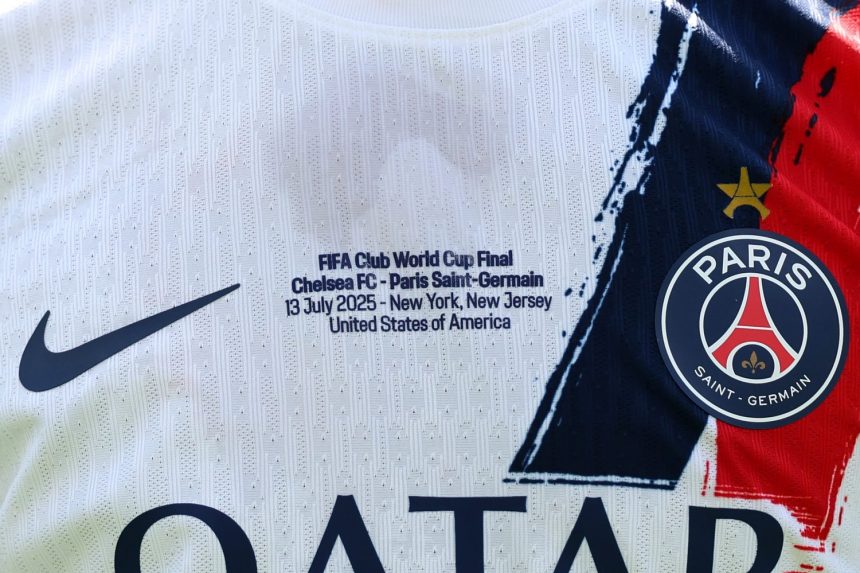 FIFA Club World Cup Final
Chelsea FC - Paris Saint-Germain
13 July 2025 - New York, New Jersey
United States of America
PARIS
SAINT - GERMAIN
QATAR